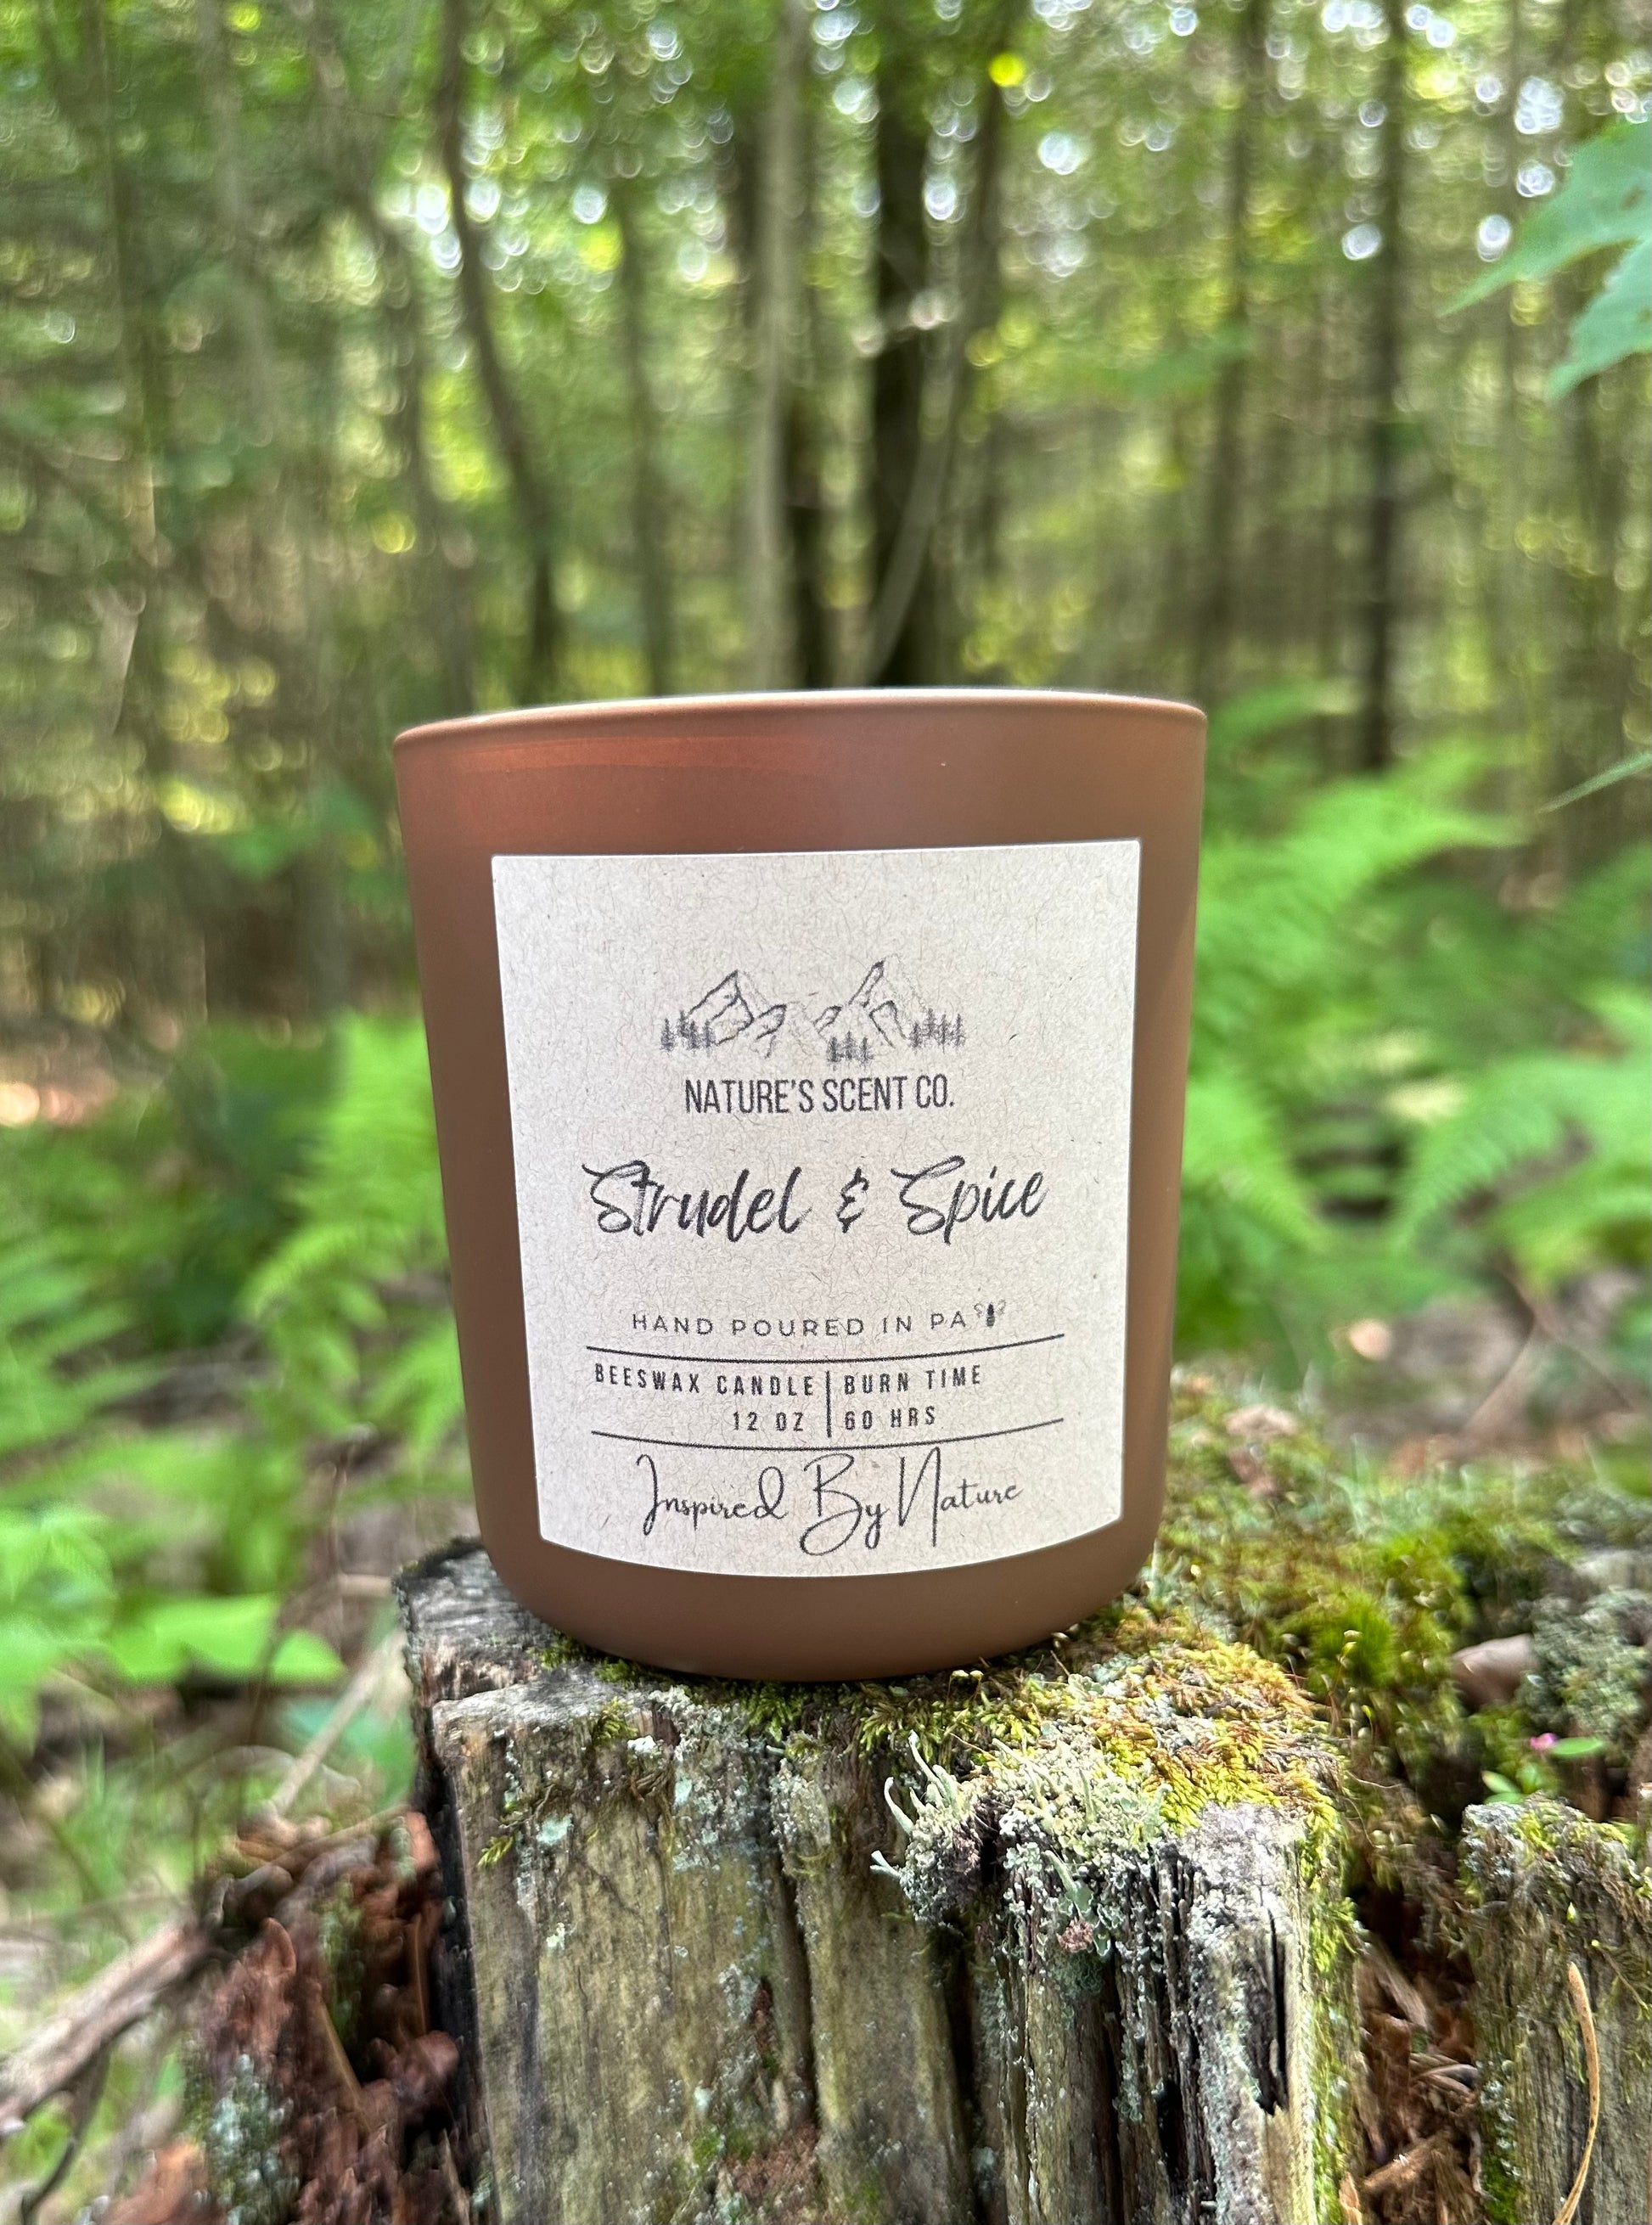 NATURE'S SCENT CO.
Strudel & Spice
HAND POURED IN PA
BEESWAX CANDLE | BURN TIME
12 OZ | 60 HRS
Inspired By Nature